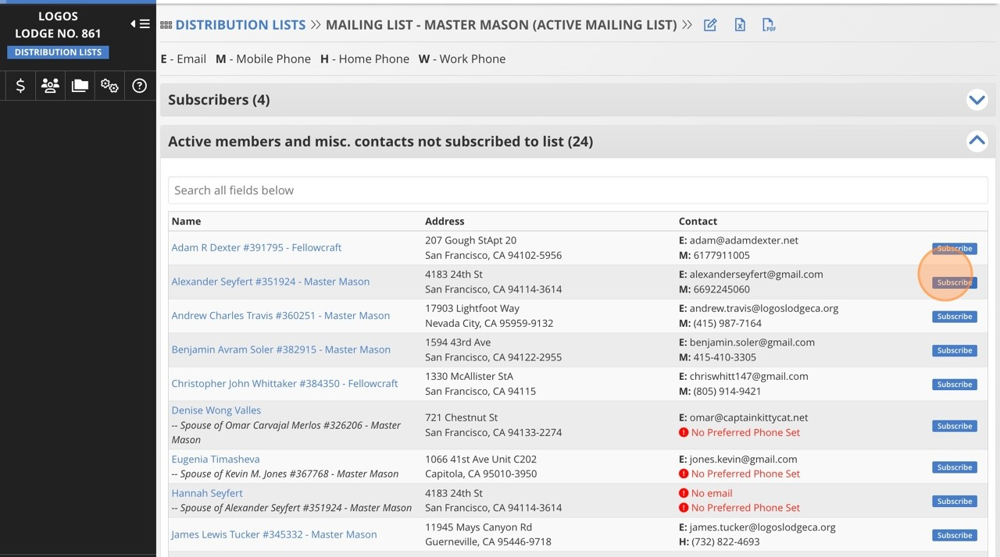 LOGOS
LODGE NO. 861
DISTRIBUTION LISTS
DISTRIBUTION LISTS >> MAILING LIST - MASTER MASON (ACTIVE MAILING LIST) >>
E - Email M - Mobile Phone H - Home Phone W - Work Phone
Subscribers (4)
Active members and misc. contacts not subscribed to list (24)
Search all fields below
Name Address Contact
Adam R Dexter #391795 - Fellowcraft
207 Gough StApt 20
San Francisco, CA 94102-5956
E: adam@adamdexter.net
M: 6177911005
Subscribe
Alexander Seyfert #351924 - Master Mason
4183 24th St
San Francisco, CA 94114-3614
E: alexanderseyfert@gmail.com
M: 6692245060
Subscribe
Andrew Charles Travis #360251 - Master Mason
17903 Lightfoot Way
Nevada City, CA 95959-9132
E: andrew.travis@logoslodgeca.org
M: (415) 987-7164
Subscribe
Benjamin Avram Soler #382915 - Master Mason
1594 43rd Ave
San Francisco, CA 94122-2955
E: benjamin.soler@gmail.com
M: 415-410-3305
Subscribe
Christopher John Whittaker #384350 - Fellowcraft
1330 McAllister StA
San Francisco, CA 94115
E: chriswhitt147@gmail.com
M: (805) 914-9421
Subscribe
Denise Wong Valles
-- Spouse of Omar Carvajal Merlos #326206 - Master
Mason
721 Chestnut St
San Francisco, CA 94133-2274
E: omar@captainkittycat.net
No Preferred Phone Set
Subscribe
Eugenia Timasheva
-- Spouse of Kevin M. Jones #367768 - Master Mason
1066 41st Ave Unit C202
Capitola, CA 95010-3950
E: jones.kevin@gmail.com
No Preferred Phone Set
Subscribe
Hannah Seyfert
-- Spouse of Alexander Seyfert #351924 - Master Mason
4183 24th St
San Francisco, CA 94114-3614
No email
No Preferred Phone Set
Subscribe
James Lewis Tucker #345332 - Master Mason
11945 Mays Canyon Rd
Guerneville, CA 95446-9718
E: james.tucker@logoslodgeca.org
H: (732) 822-4693
Subscribe